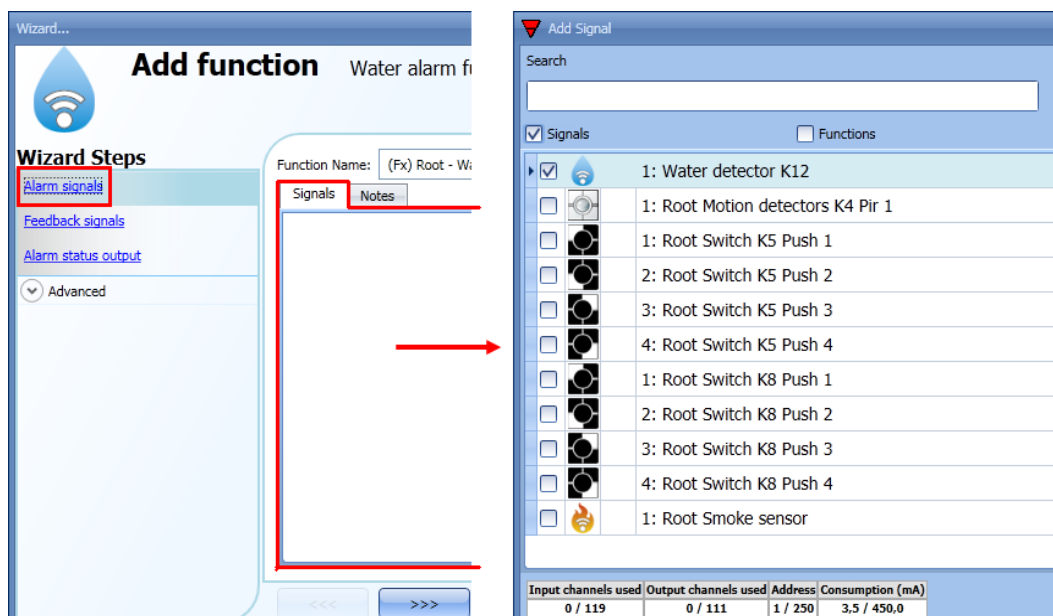 Wizard...
Add function Water alarm fu
Wizard Steps
Alarm signals
Feedback signals
Alarm status output
Advanced
Function Name: (Fx) Root - Wa
Signals Notes
<<< >>>
Add Signal
Search
Signals Functions
1: Water detector K12
1: Root Motion detectors K4 Pir 1
1: Root Switch K5 Push 1
2: Root Switch K5 Push 2
3: Root Switch K5 Push 3
4: Root Switch K5 Push 4
1: Root Switch K8 Push 1
2: Root Switch K8 Push 2
3: Root Switch K8 Push 3
4: Root Switch K8 Push 4
1: Root Smoke sensor
Input channels used Output channels used Address Consumption (mA)
0 / 119 0 / 111 1 / 250 3,5 / 450,0